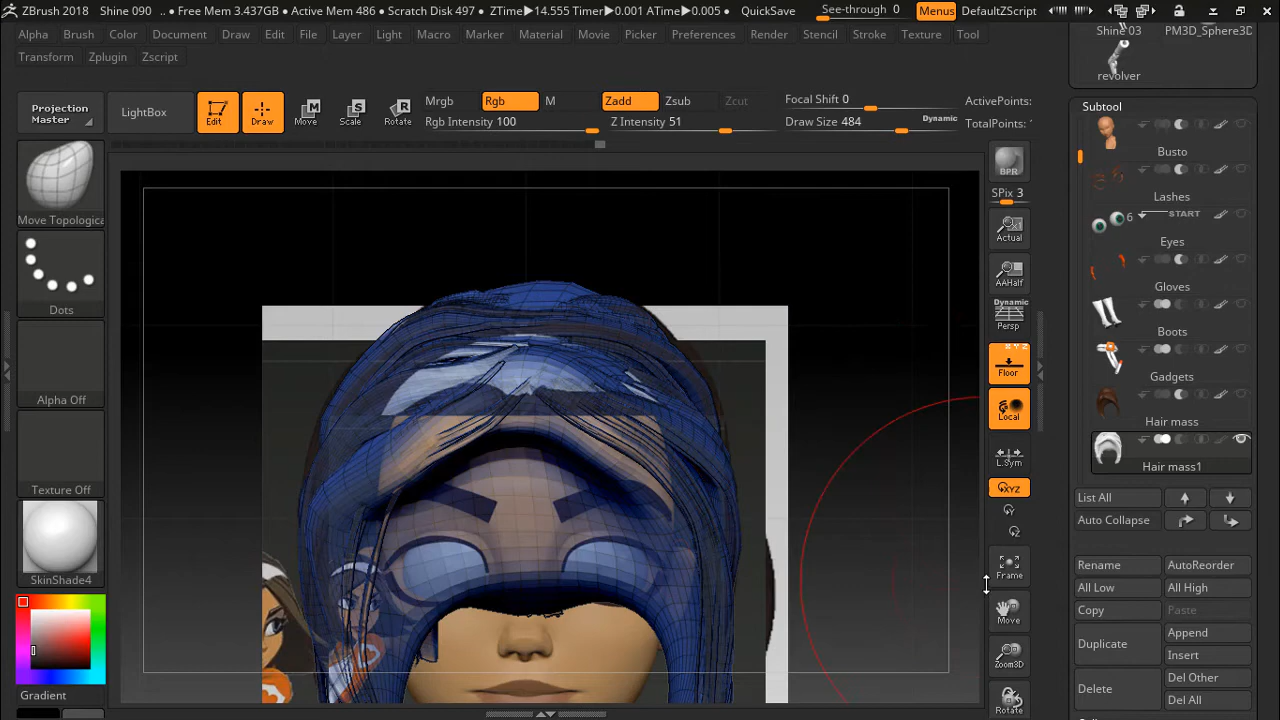 ZBrush 2018 Shine 090 .. • Free Mem 3.437GB • Active Mem 486 • Scratch Disk 497 • ZTime▶14.555 Timer▶0.001 ATime▶0.005 • QuickSave See-through 0 Menus DefaultZScript
Alpha Brush Color Document Draw Edit File Layer Light Macro Marker Material Movie Picker Preferences Render Stencil Stroke Texture Tool
Transform Zplugin Zscript
Shine 03 PM3D_Sphere3D
revolver
Projection Master
LightBox
Edit
Draw
Move
Scale
Rotate
Mrgb Rgb M Zadd Zsub Zcut
Rgb Intensity 100 Z Intensity 51
Focal Shift 0
Draw Size 484 Dynamic
ActivePoints:
TotalPoints:
Move Topologica
Dots
Alpha Off
Texture Off
SkinShade4
Gradient
BPR
SPix 3
Actual
AAHalf
Dynamic
Persp
X Y Z
Floor
Local
L.Sym
XYZ
Y
Z
Frame
Move
Zoom3D
Rotate
Subtool
Busto
Lashes
6 START
Eyes
Gloves
Boots
Gadgets
Hair mass
Hair mass1
List All
Auto Collapse
Rename AutoReorder
All Low All High
Copy Paste
Duplicate Append
Insert
Delete Del Other
Del All